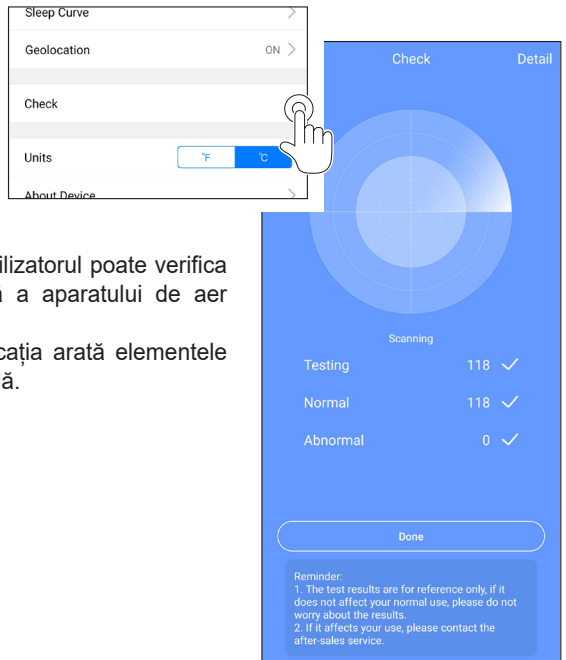 Sleep Curve
Geolocation ON
Check
Units °F °C
About Device
ilizatorul poate verifica
a aparatului de aer
cația arată elementele
lă.
Check Detail
Scanning
Testing 118
Normal 118
Abnormal 0
Done
Reminder:
1. The test results are for reference only, if it
does not affect your normal use, please do not
worry about the results.
2. If it affects your use, please contact the
after-sales service.